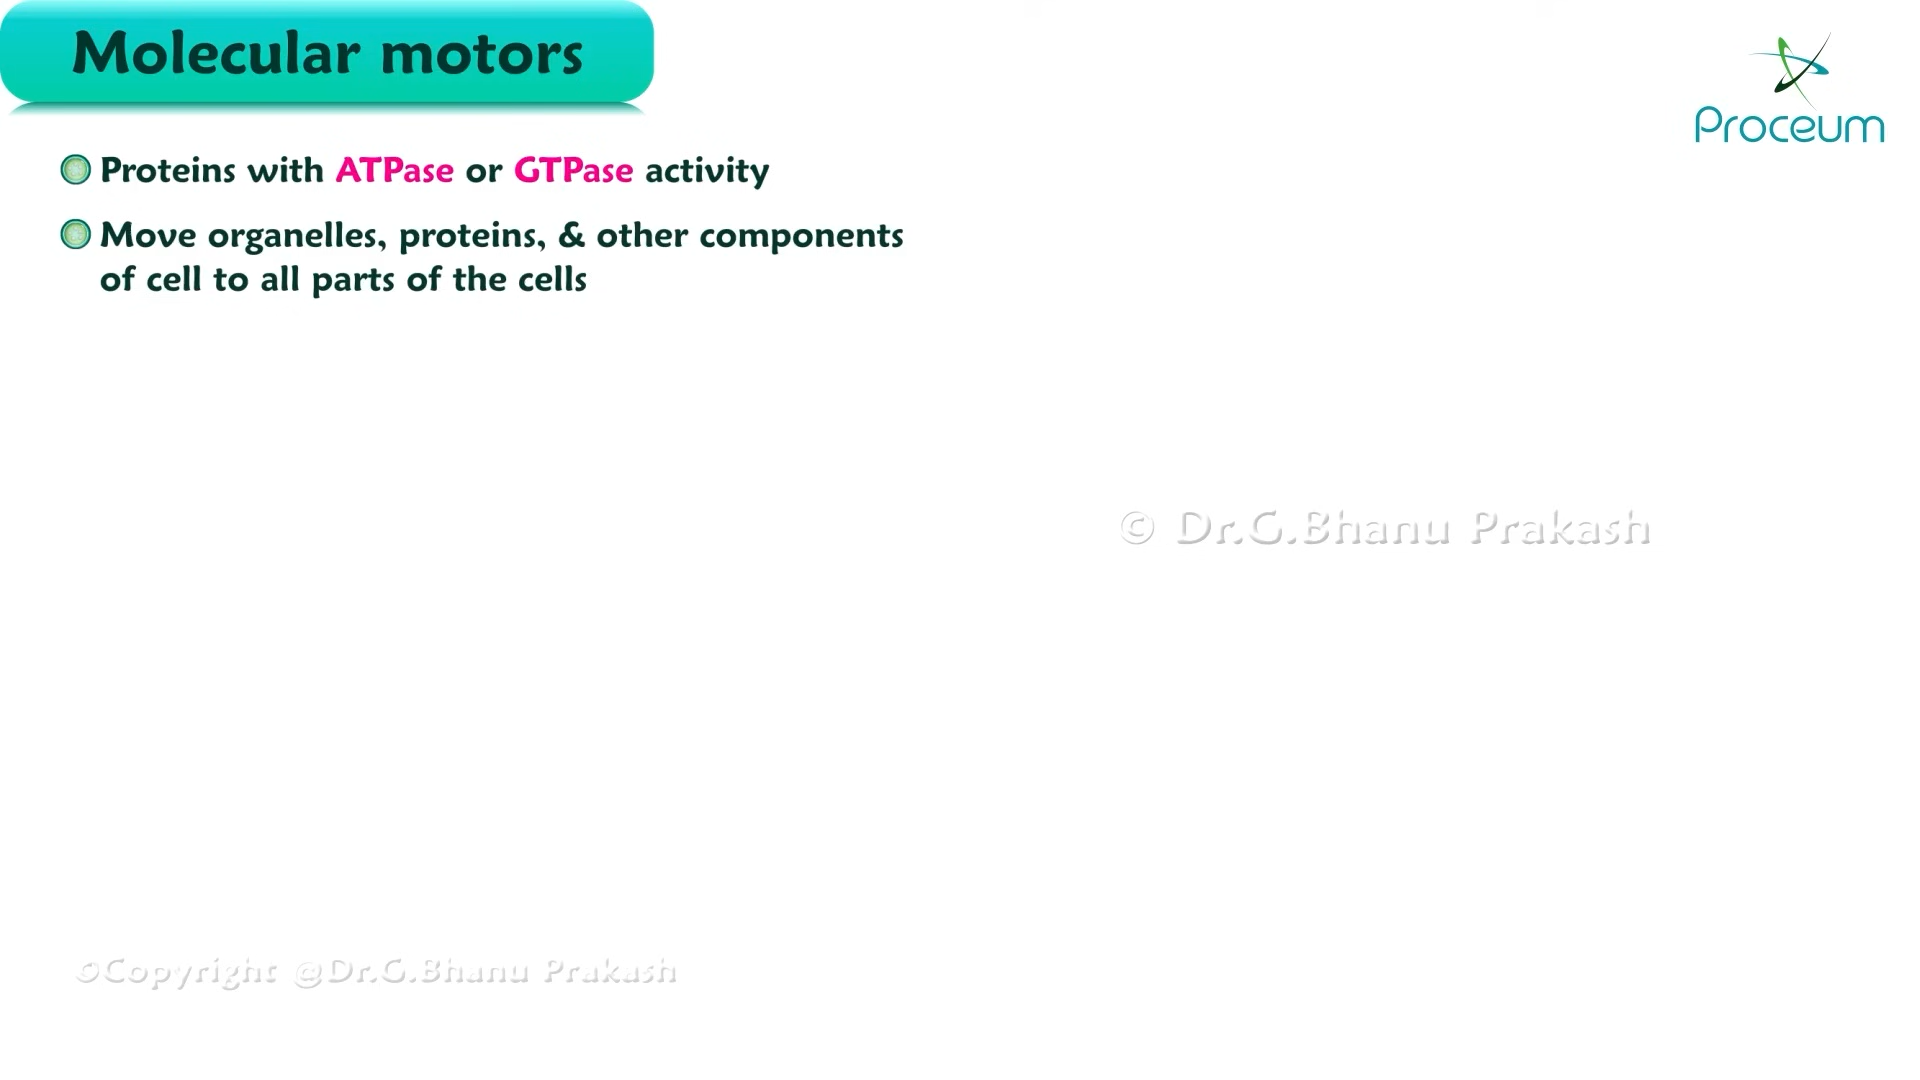 Molecular motors
Proceum
Proteins with ATPase or GTPase activity
Move organelles, proteins, & other components
of cell to all parts of the cells
© Dr.G.Bhanu Prakash
©Copyright @Dr.G.Bhanu Prakash